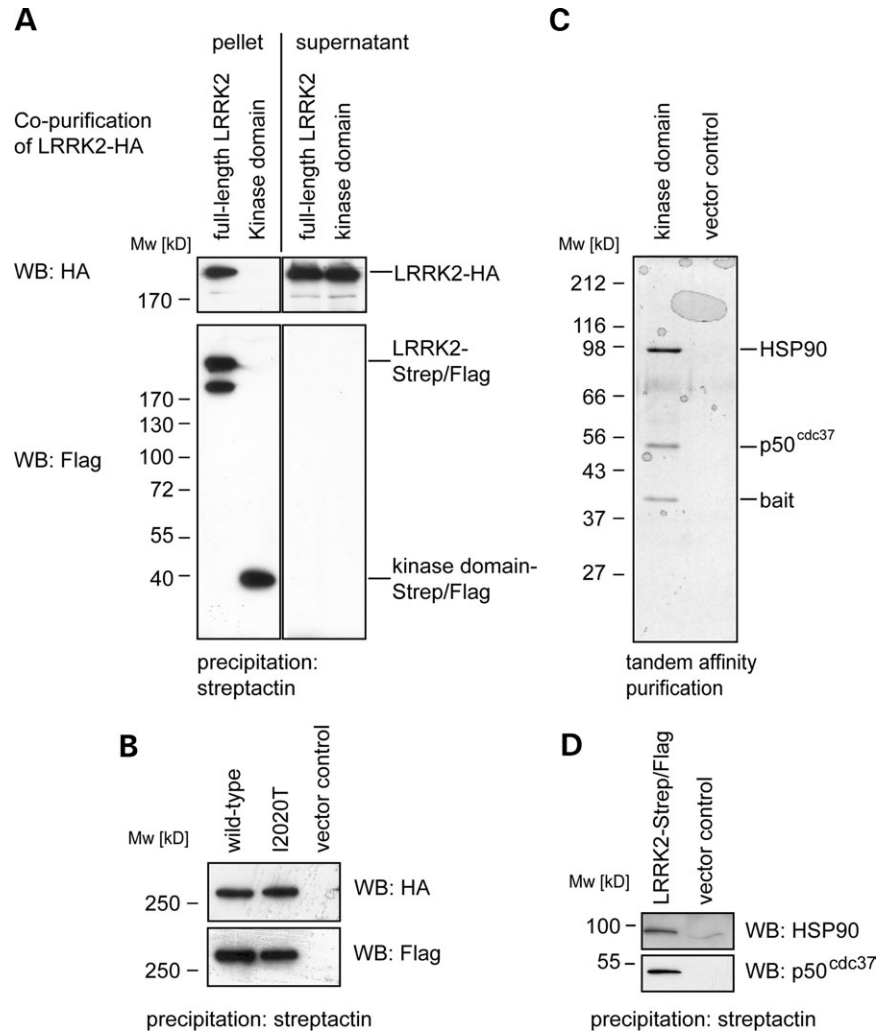 A
pellet
supernatant
Co-purification
of LRRK2-HA
full-length LRRK2
Kinase domain
full-length LRRK2
kinase domain
Mw [kD]
WB: HA
170
LRRK2-HA
WB: Flag
170
130
100
72
55
40
LRRK2-
Strep/Flag
kinase domain-
Strep/Flag
precipitation:
streptactin
C
kinase domain
vector control
Mw [kD]
212
116
98
66
56
43
37
27
HSP90
p50cdc37
bait
tandem affinity
purification
B
wild-type
I2020T
vector control
Mw [kD]
250
WB: HA
250
WB: Flag
precipitation: streptactin
D
LRRK2-Strep/Flag
vector control
Mw [kD]
100
WB: HSP90
55
WB: p50cdc37
precipitation: streptactin